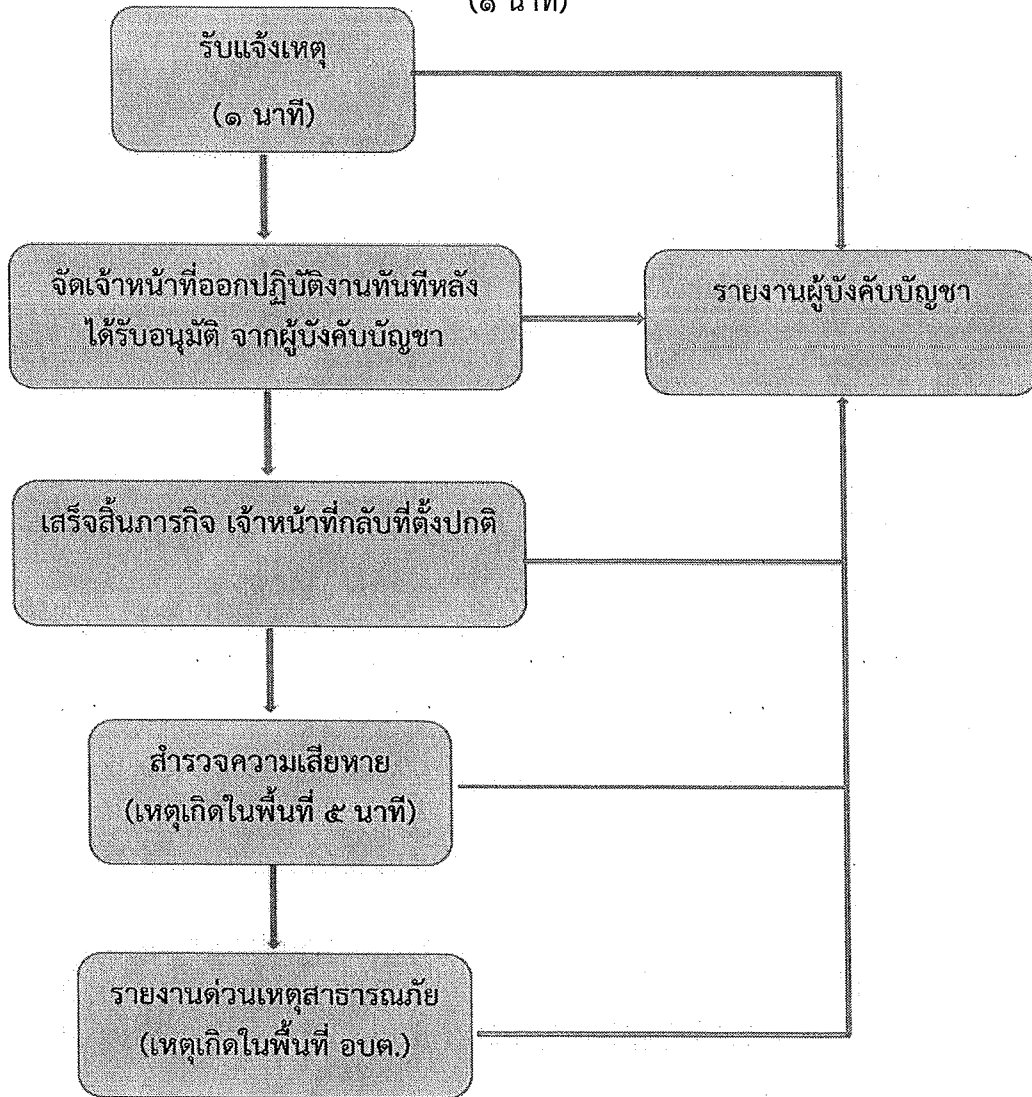 (๑ นาที)
รับแจ้งเหตุ
(๑ นาที)
จัดเจ้าหน้าที่ออกปฏิบัติงานทันทีหลัง
ได้รับอนุมัติ จากผู้บังคับบัญชา
รายงานผู้บังคับบัญชา
เสร็จสิ้นภารกิจ เจ้าหน้าที่กลับที่ตั้งปกติ
สำรวจความเสียหาย
(เหตุเกิดในพื้นที่ ๕ นาที)
รายงานด่วนเหตุสาธารณภัย
(เหตุเกิดในพื้นที่ อบต.)